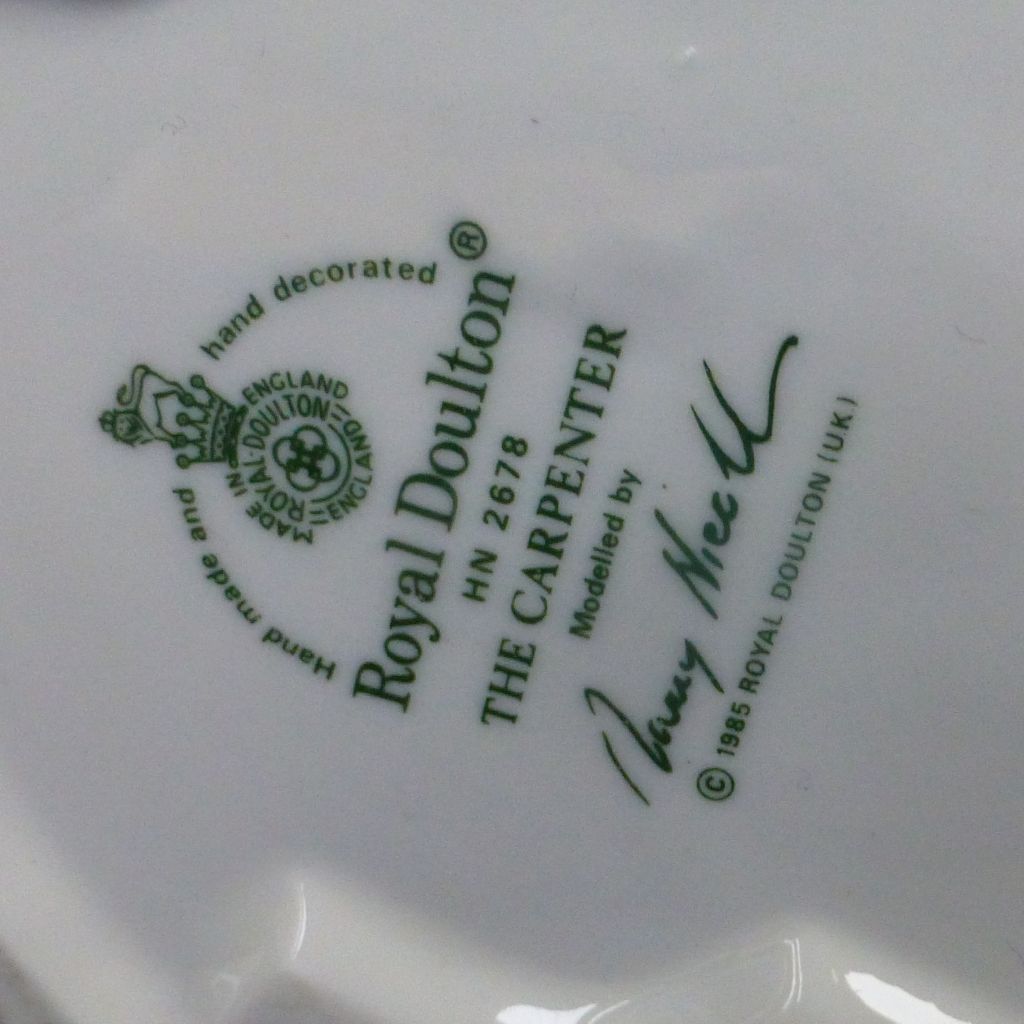 Hand made and hand decorated
MADE IN ENGLAND
ROYAL·DOULTON
ENGLAND
Royal Doulton®
HN 2678
THE CARPENTER
Modelled by
© 1985 ROYAL DOULTON (U.K.)